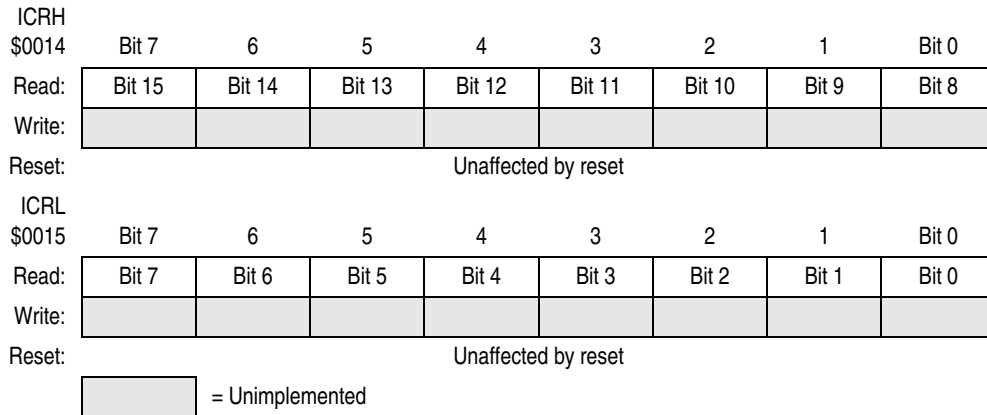 ICRH
$0014 Bit 7 6 5 4 3 2 1 Bit 0
Read: Bit 15 Bit 14 Bit 13 Bit 12 Bit 11 Bit 10 Bit 9 Bit 8
Write:
Reset: Unaffected by reset
ICRL
$0015 Bit 7 6 5 4 3 2 1 Bit 0
Read: Bit 7 Bit 6 Bit 5 Bit 4 Bit 3 Bit 2 Bit 1 Bit 0
Write:
Reset: Unaffected by reset
= Unimplemented